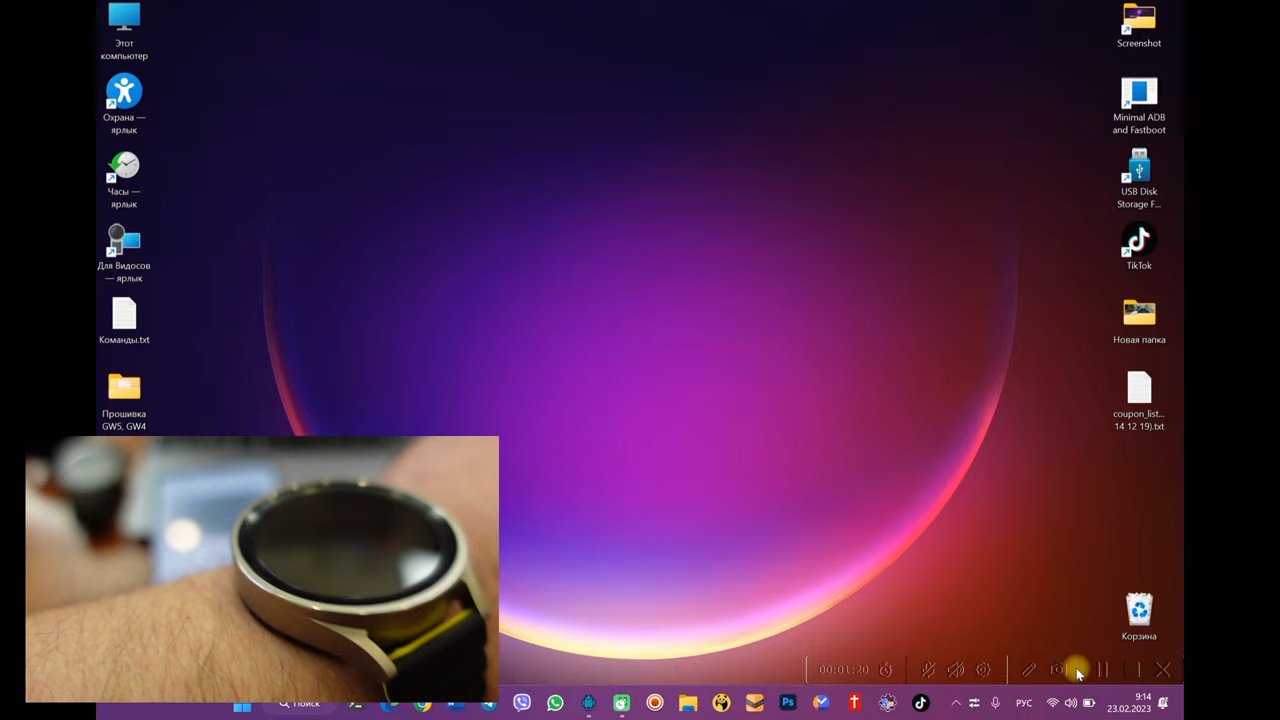 Этот
компьютер
Охрана —
ярлык
Часы —
ярлык
Для Видосов
— ярлык
Команды.txt
Прошивка
GW5, GW4
Screenshot
Minimal ADB
and Fastboot
USB Disk
Storage F...
TikTok
Новая папка
coupon_list...
14 12 19).txt
Корзина
00:01:20
Поиск
Ps
РУС
9:14
23.02.2023